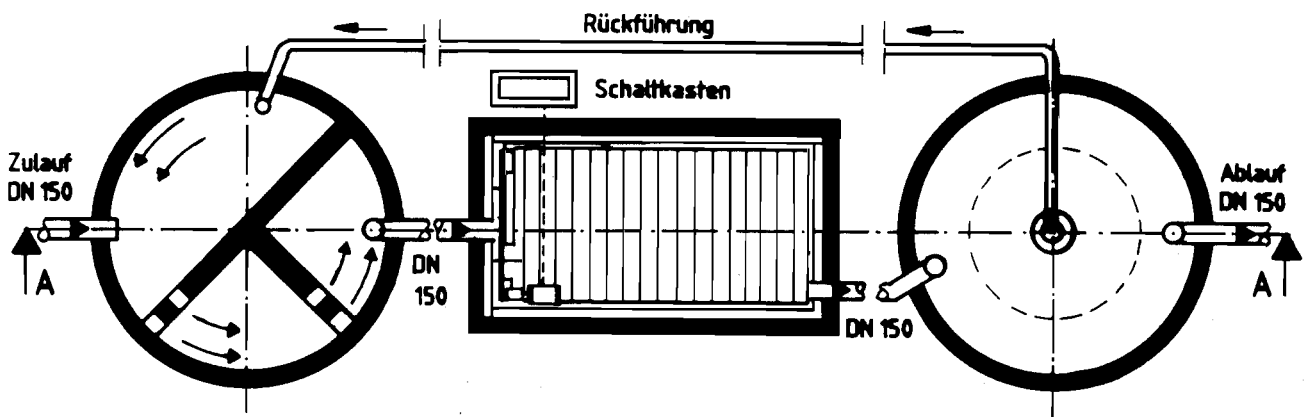 Rückführung
Schaltkasten
Zulauf
DN 150
Ablauf
DN 150
A
DN
150
DN 150
A